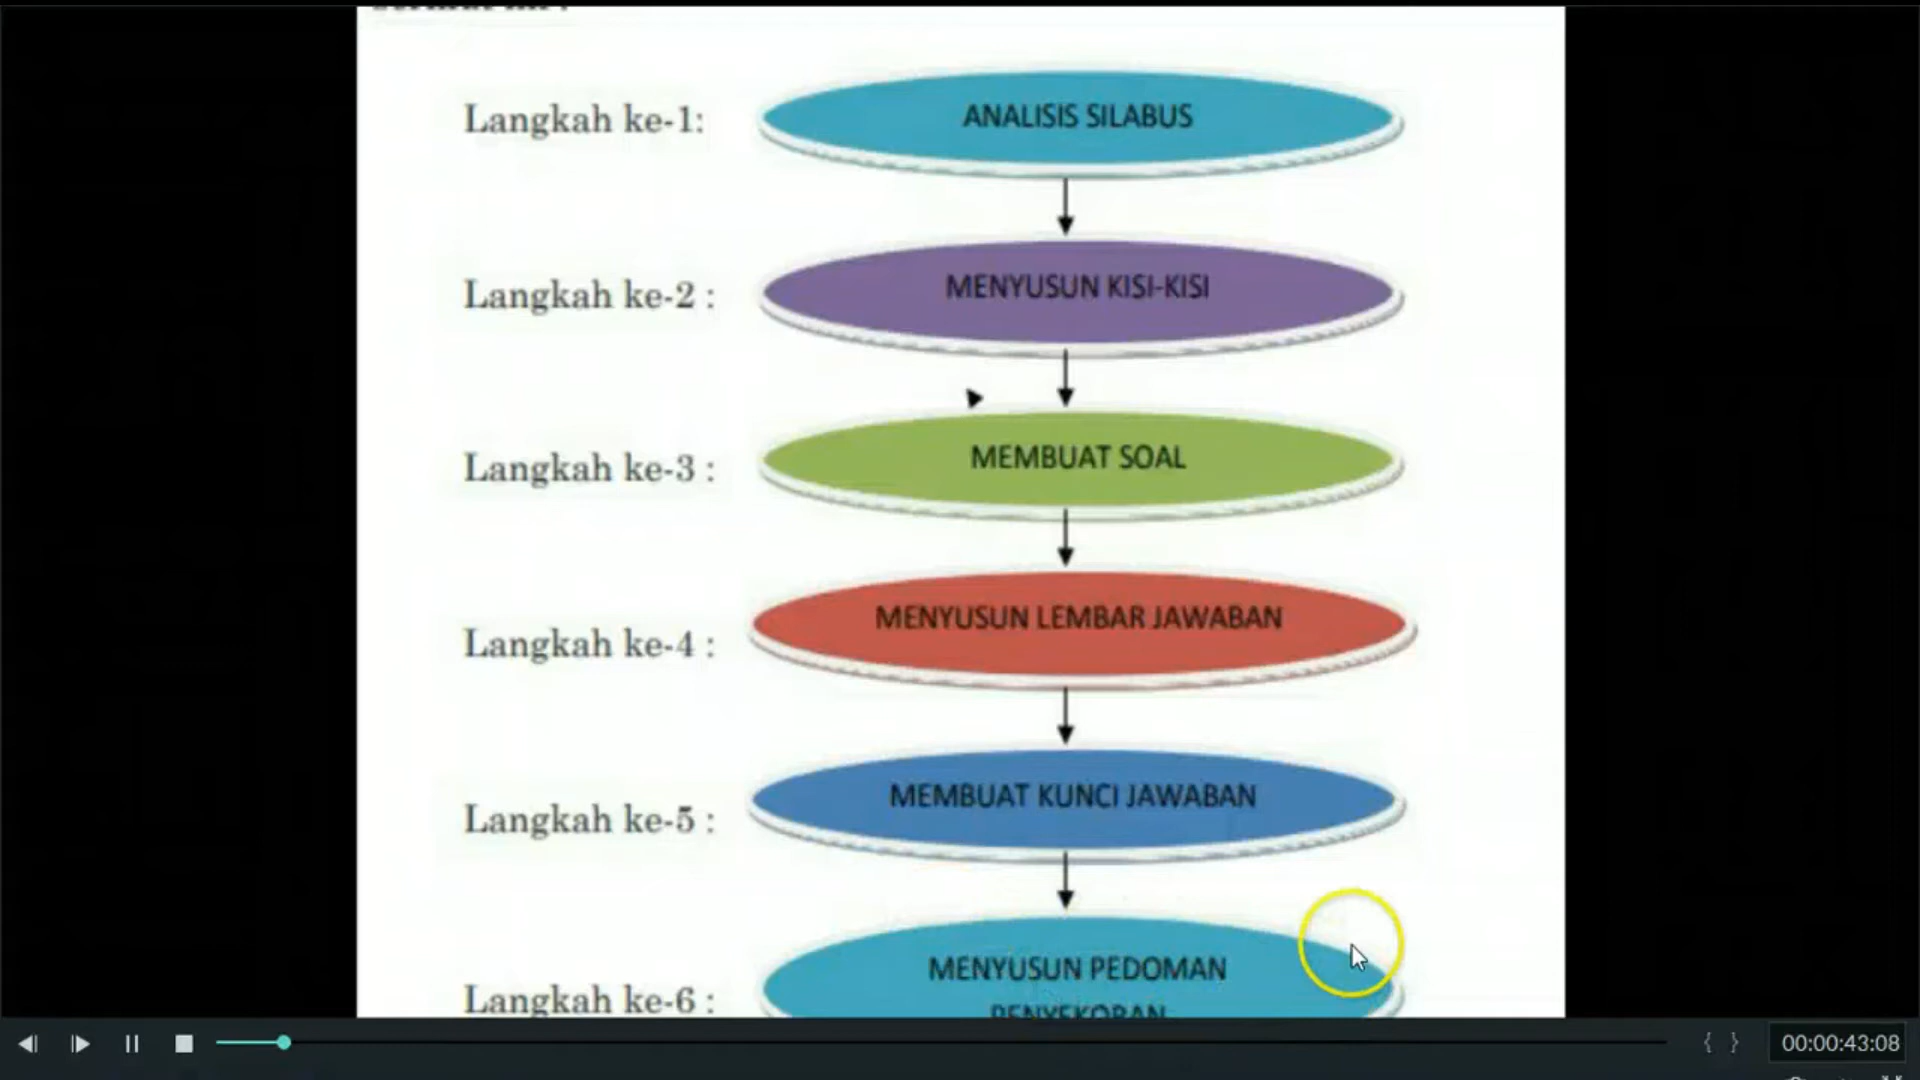 Langkah ke-1:
ANALISIS SILABUS
Langkah ke-2 :
MENYUSUN KISI-KISI
Langkah ke-3 :
MEMBUAT SOAL
Langkah ke-4 :
MENYUSUN LEMBAR JAWABAN
Langkah ke-5 :
MEMBUAT KUNCI JAWABAN
Langkah ke-6 :
MENYUSUN PEDOMAN
PENYEKORAN
{ }
00:00:43:08